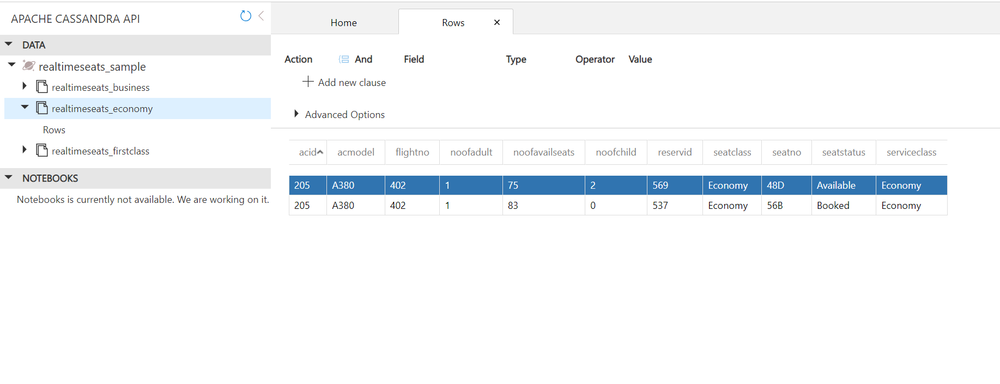 APACHE CASSANDRA API
DATA
realtimeseats_sample
realtimeseats_business
realtimeseats_economy
Rows
realtimeseats_firstclass
NOTEBOOKS
Notebooks is currently not available. We are working on it.
Home Rows
Action And Field Type Operator Value
Add new clause
Advanced Options
acid acmodel flightno noofadult noofavailseats noofchild reservid seatclass seatno seatstatus serviceclass
205 A380 402 1 75 2 569 Economy 48D Available Economy
205 A380 402 1 83 0 537 Economy 56B Booked Economy